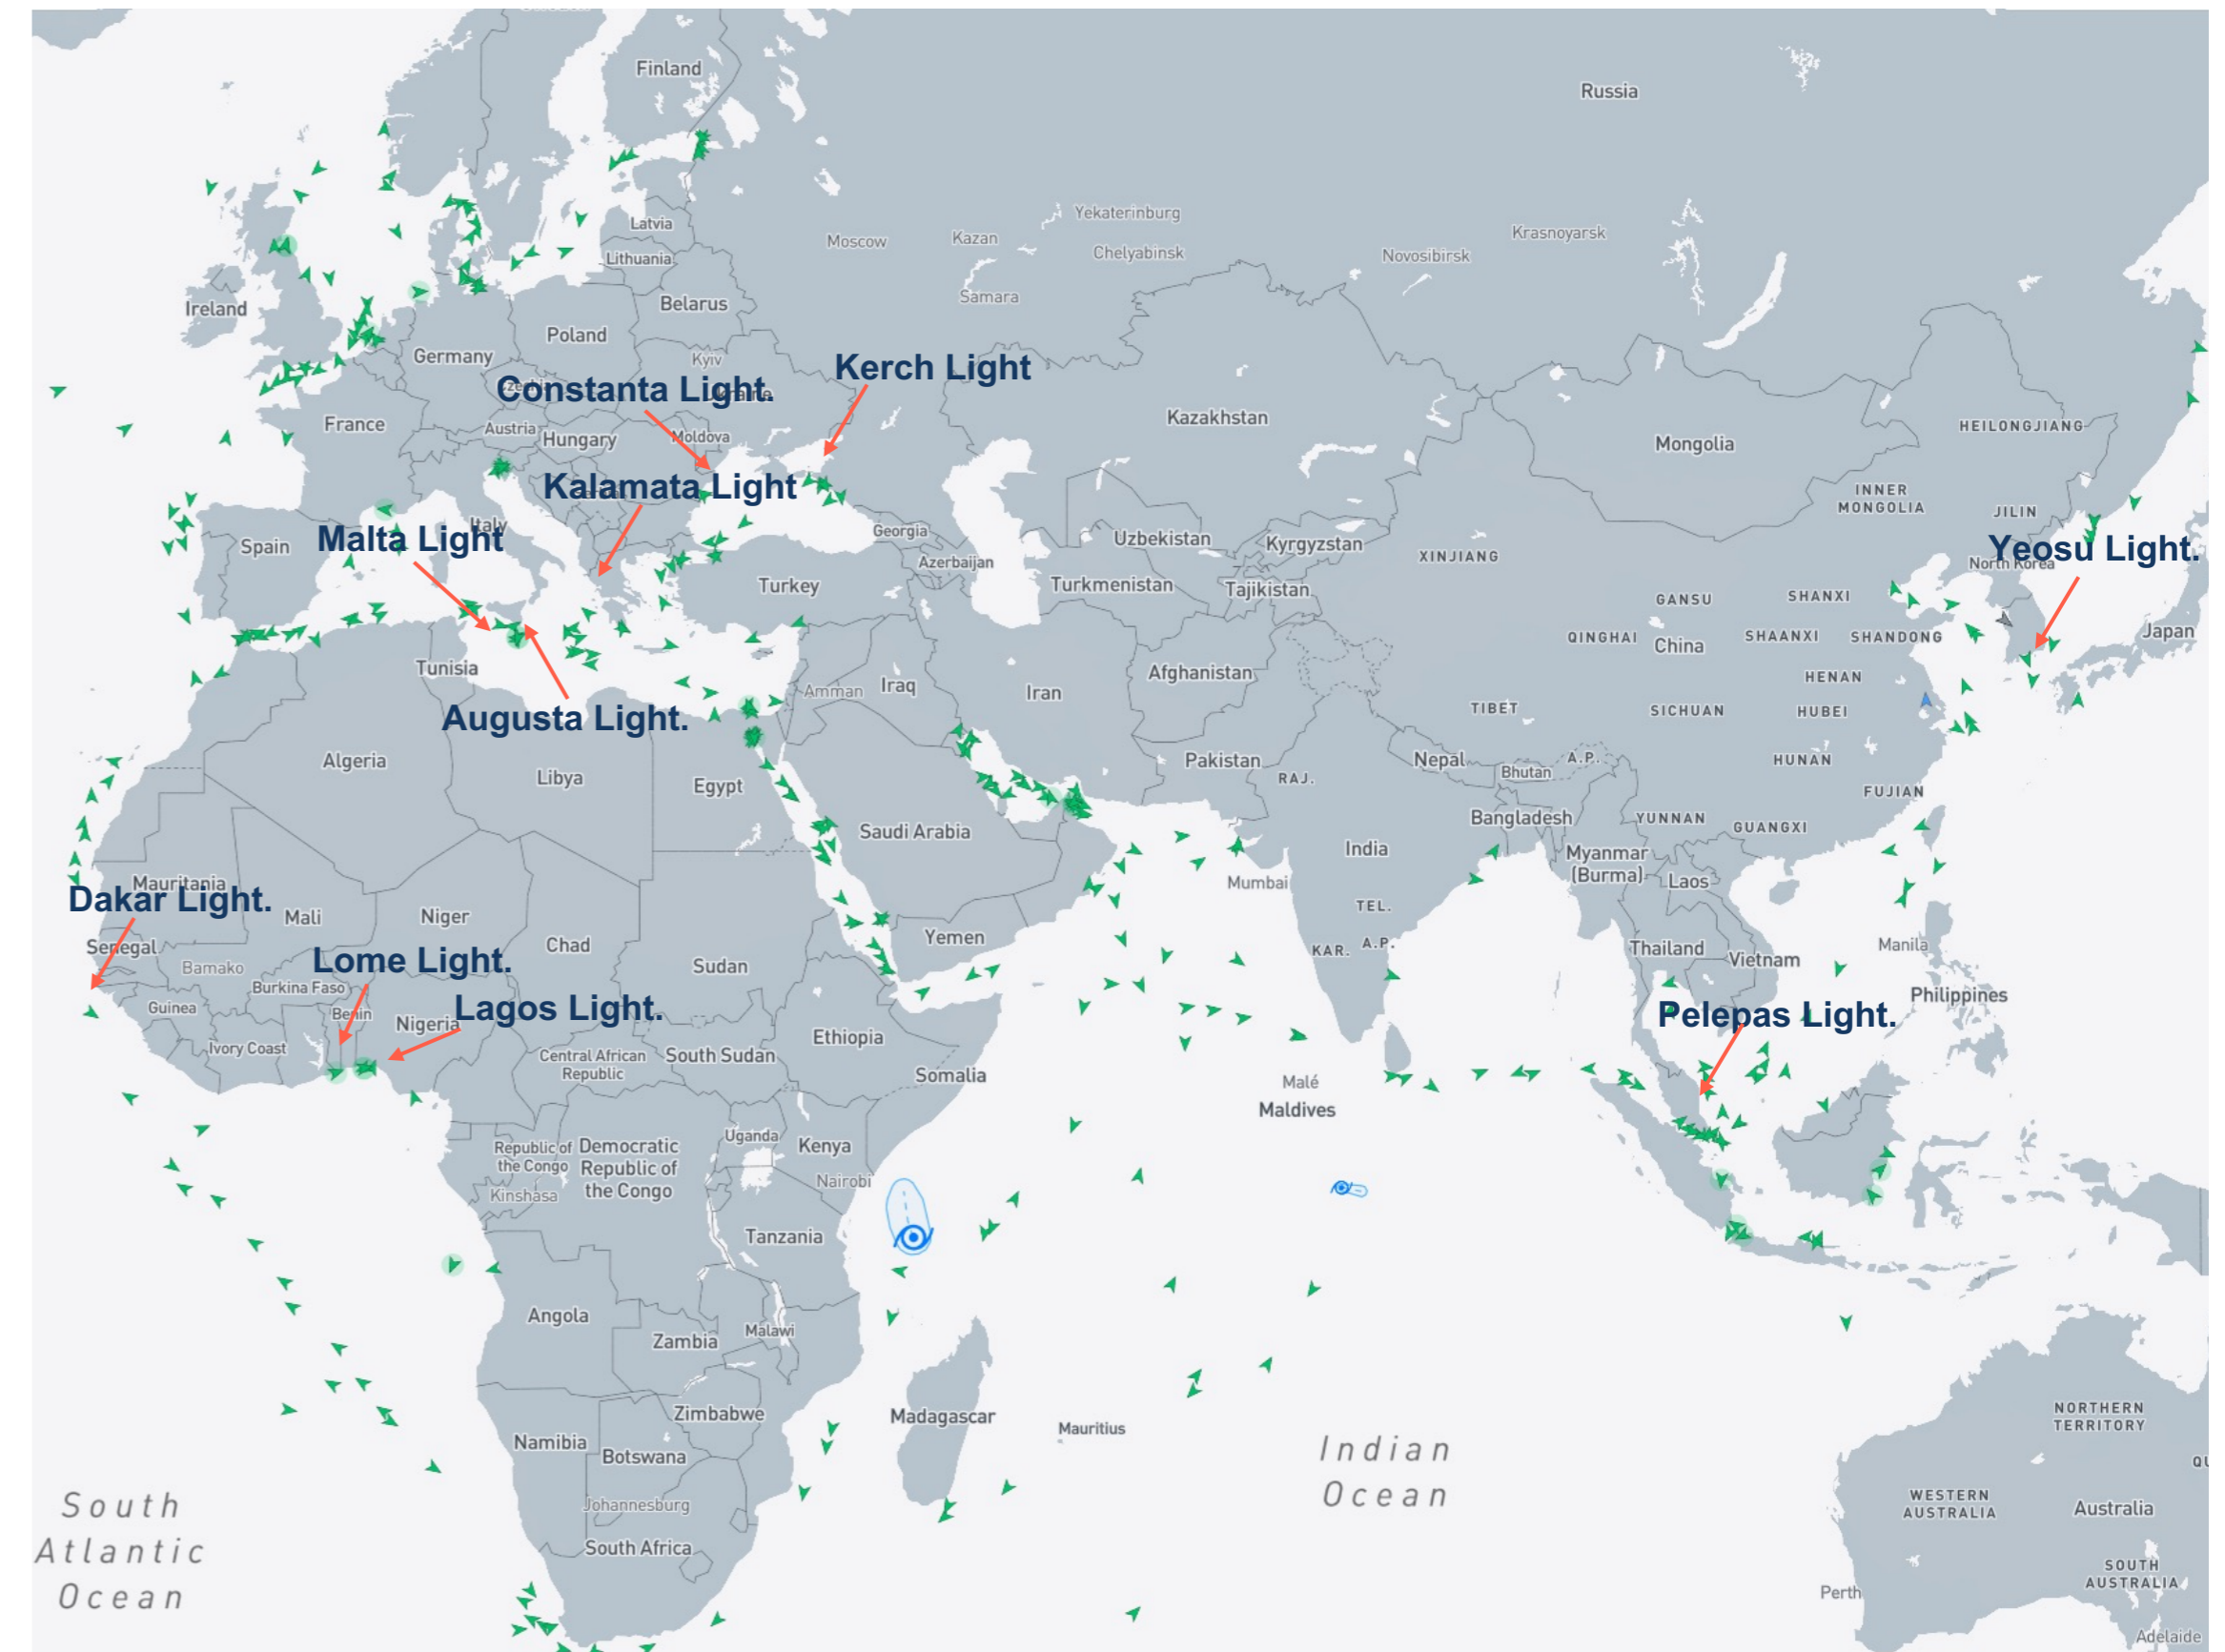 Finland
Russia
Latvia
Yekaterinburg
Moscow
Kazan
Krasnoyarsk
Chelyabinsk
Novosibirsk
Lithuania
Samara
Ireland
Belarus
Poland
Germany
Kyiv
Kerch Light
Constanta Light.
Kazakhstan
France
Austria
Hungary
Moldova
HEILONGJIANG
Mongolia
Kalamata Light
INNER
MONGOLIA
JILIN
Italy
Malta Light
Spain
Georgia
Uzbekistan
Kyrgyzstan
XINJIANG
Yeosu Light.
North Korea
Azerbaijan
Turkey
Turkmenistan
Tajikistan
GANSU
SHANXI
QINGHAI
China
SHAANXI
SHANDONG
Japan
Tunisia
Afghanistan
HENAN
Amman
Iraq
Iran
TIBET
SICHUAN
HUBEI
Augusta Light.
Algeria
Libya
Egypt
Pakistan
RAJ.
Nepal
Bhutan
A.P.
HUNAN
FUJIAN
Saudi Arabia
Bangladesh
YUNNAN
GUANGXI
India
Myanmar
(Burma)
Laos
Mauritania
Dakar Light.
Mumbai
TEL.
Mali
Niger
Senegal
Chad
Yemen
KAR.
A.P.
Thailand
Vietnam
Manila
Lome Light.
Bamako
Sudan
Burkina Faso
Philippines
Guinea
Benin
Nigeria
Lagos Light.
Pelepas Light.
Ivory Coast
Ethiopia
Central African
Republic
South Sudan
Somalia
Malé
Maldives
Uganda
Kenya
Republic of
the Congo
Democratic
Republic of
the Congo
Nairobi
Kinshasa
Tanzania
Angola
Zambia
Malawi
Zimbabwe
Madagascar
Mauritius
NORTHERN
TERRITORY
Namibia
Botswana
Indian
Ocean
QU
Johannesburg
South
Atlantic
Ocean
WESTERN
AUSTRALIA
Australia
South Africa
SOUTH
AUSTRALIA
Perth
Adelaide